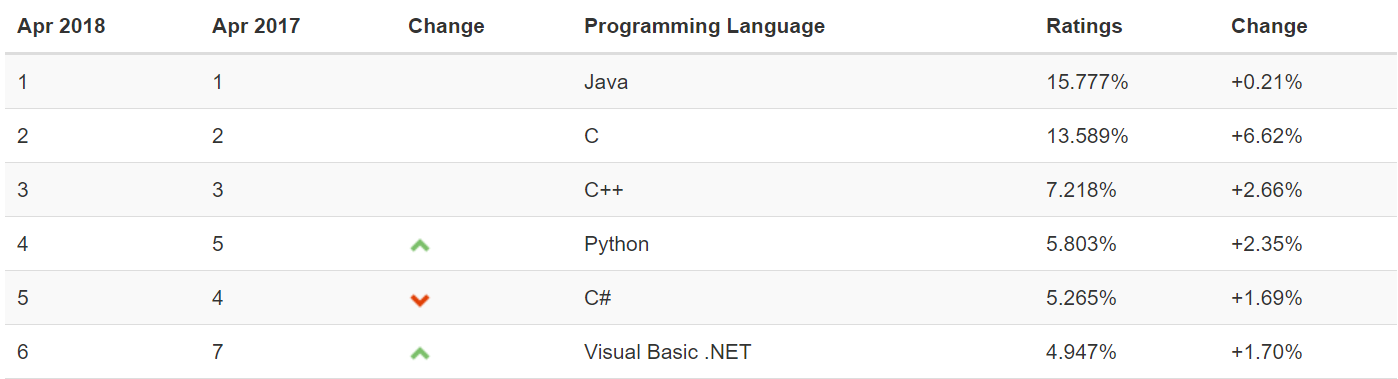 Apr 2018 Apr 2017 Change Programming Language Ratings Change
1 1 Java 15.777% +0.21%
2 2 C 13.589% +6.62%
3 3 C++ 7.218% +2.66%
4 5 Python 5.803% +2.35%
5 4 C# 5.265% +1.69%
6 7 Visual Basic .NET 4.947% +1.70%